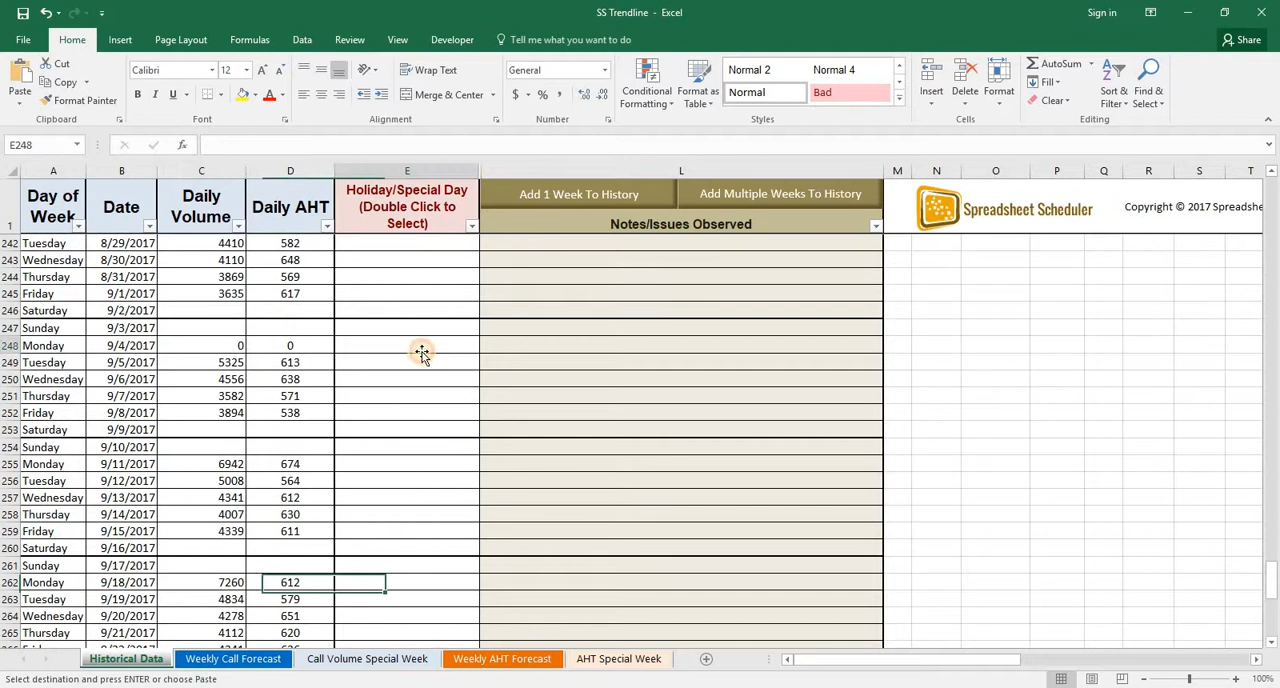 SS Trendline - Excel
Sign in
File Home Insert Page Layout Formulas Data Review View Developer Tell me what you want to do Share
Paste Cut Copy Format Painter Clipboard
Calibri 12 B I U Font
Wrap Text Merge & Center Alignment
General $ % , Number
Conditional Formatting Format as Table
Normal 2 Normal 4
Normal Bad
Styles
Insert Delete Format Cells
AutoSum Fill Clear Sort & Filter Find & Select Editing
E248 fx
A B C D E L M N O P Q R S T
1 Day of Week Date Daily Volume Daily AHT Holiday/Special Day (Double Click to Select) Add 1 Week To History Add Multiple Weeks To History Notes/Issues Observed
Spreadsheet Scheduler Copyright © 2017 Spreadshe
242 Tuesday 8/29/2017 4410 582
243 Wednesday 8/30/2017 4110 648
244 Thursday 8/31/2017 3869 569
245 Friday 9/1/2017 3635 617
246 Saturday 9/2/2017
247 Sunday 9/3/2017
248 Monday 9/4/2017 0 0
249 Tuesday 9/5/2017 5325 613
250 Wednesday 9/6/2017 4556 638
251 Thursday 9/7/2017 3582 571
252 Friday 9/8/2017 3894 538
253 Saturday 9/9/2017
254 Sunday 9/10/2017
255 Monday 9/11/2017 6942 674
256 Tuesday 9/12/2017 5008 564
257 Wednesday 9/13/2017 4341 612
258 Thursday 9/14/2017 4007 630
259 Friday 9/15/2017 4339 611
260 Saturday 9/16/2017
261 Sunday 9/17/2017
262 Monday 9/18/2017 7260 612
263 Tuesday 9/19/2017 4834 579
264 Wednesday 9/20/2017 4278 651
265 Thursday 9/21/2017 4112 620
Historical Data Weekly Call Forecast Call Volume Special Week Weekly AHT Forecast AHT Special Week
Select destination and press ENTER or choose Paste 100%